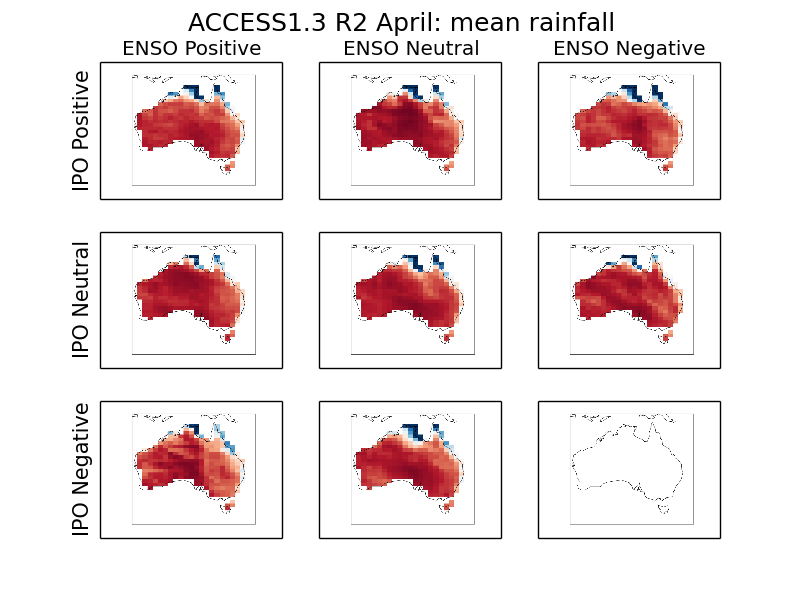 ACCESS1.3 R2 April: mean rainfall
ENSO Positive
ENSO Neutral
ENSO Negative
IPO Positive
IPO Neutral
IPO Negative